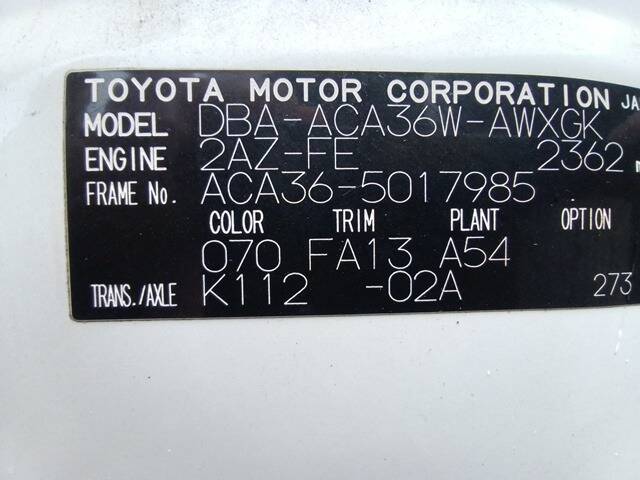 TOYOTA MOTOR CORPORATION JA
MODEL DBA-ACA36W-AWXGK
ENGINE 2AZ-FE 2362
FRAME No. ACA36-5017985
COLOR TRIM PLANT OPTION
070 FA13 A54
TRANS./AXLE K112 -02A 273